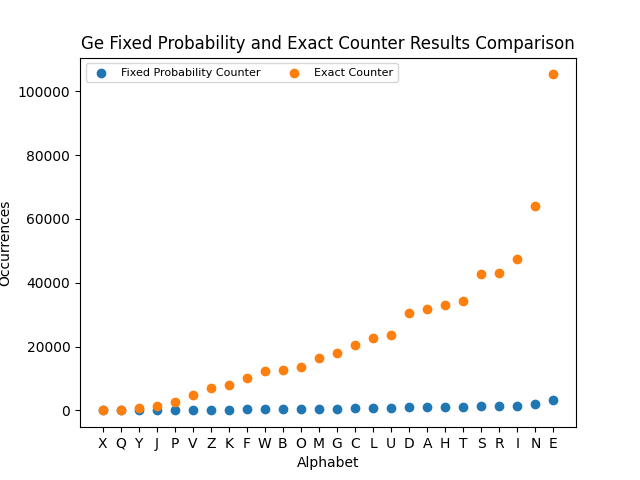 Ge Fixed Probability and Exact Counter Results Comparison
Fixed Probability Counter Exact Counter
100000
80000
60000
40000
20000
0
Occurrences
X Q Y J P V Z K F W B O M G C L U D A H T S R I N E
Alphabet